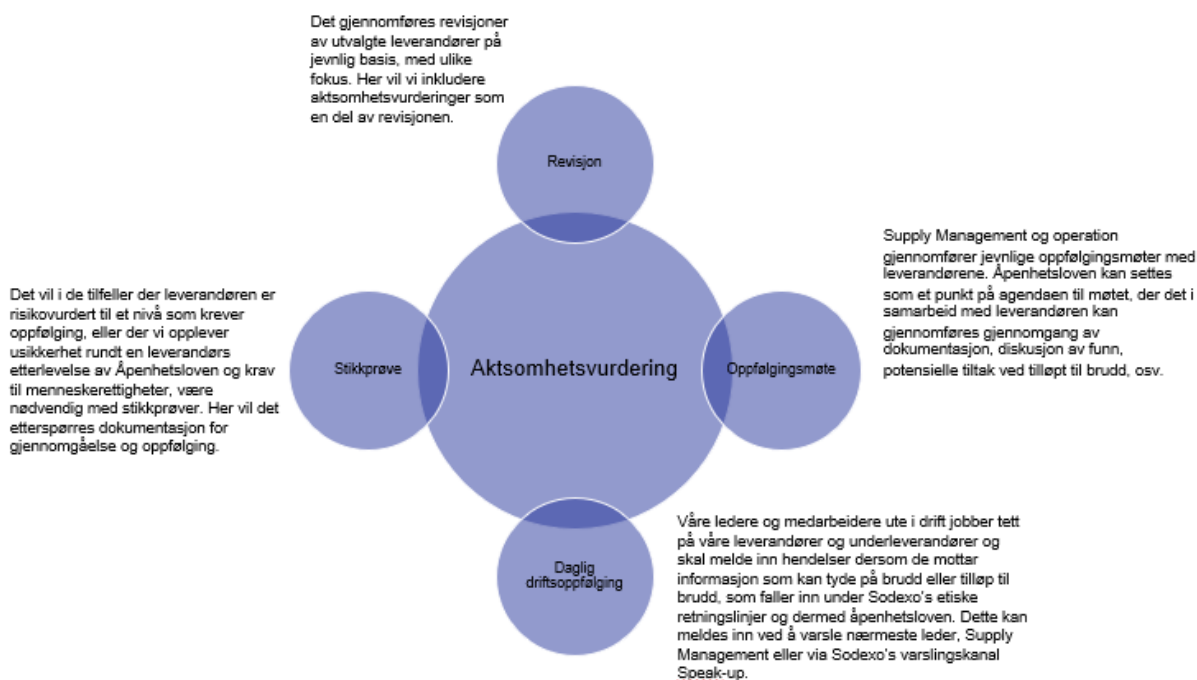 Det gjennomføres revisjoner
av utvalgte leverandører på
jevnlig basis, med ulike
fokus. Her vil vi inkludere
aktsomhetsvurderinger som
en del av revisjonen.
Revisjon
Supply Management og operation
gjennomfører jevnlige oppfølgingsmøter med
leverandørene. Åpenhetsloven kan settes
som et punkt på agendaen til møtet, der det i
samarbeid med leverandøren kan
gjennomføres gjennomgang av
dokumentasjon, diskusjon av funn,
potensielle tiltak ved tilløpt til brudd, osv.
Det vil i de tilfeller der leverandøren er
risikovurdert til et nivå som krever
oppfølging, eller der vi opplever
usikkerhet rundt en leverandørs
etterlevelse av Åpenhetsloven og krav
til menneskerettigheter, være
nødvendig med stikkprøver. Her vil det
etterspørres dokumentasjon for
gjennomgåelse og oppfølging.
Stikkprøve
Aktsomhetsvurdering
Oppfølgingsmøte
Daglig
driftsoppfølging
Våre ledere og medarbeidere ute i drift jobber tett
på våre leverandører og underleverandører og
skal melde inn hendelser dersom de mottar
informasjon som kan tyde på brudd eller tilløp til
brudd, som faller inn under Sodexo's etiske
retningslinjer og dermed åpenhetsloven. Dette kan
meldes inn ved å varsle nærmeste leder, Supply
Management eller via Sodexo's varslingskanal
Speak-up.